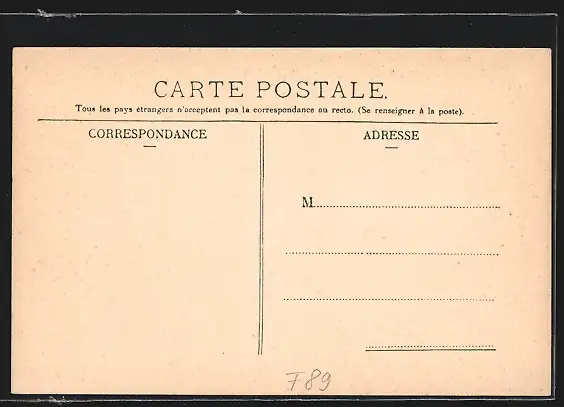 CARTE POSTALE.
Tous les pays étrangers n'acceptent pas la correspondance au recto. (Se renseigner à la poste).
CORRESPONDANCE
ADRESSE
M
F89